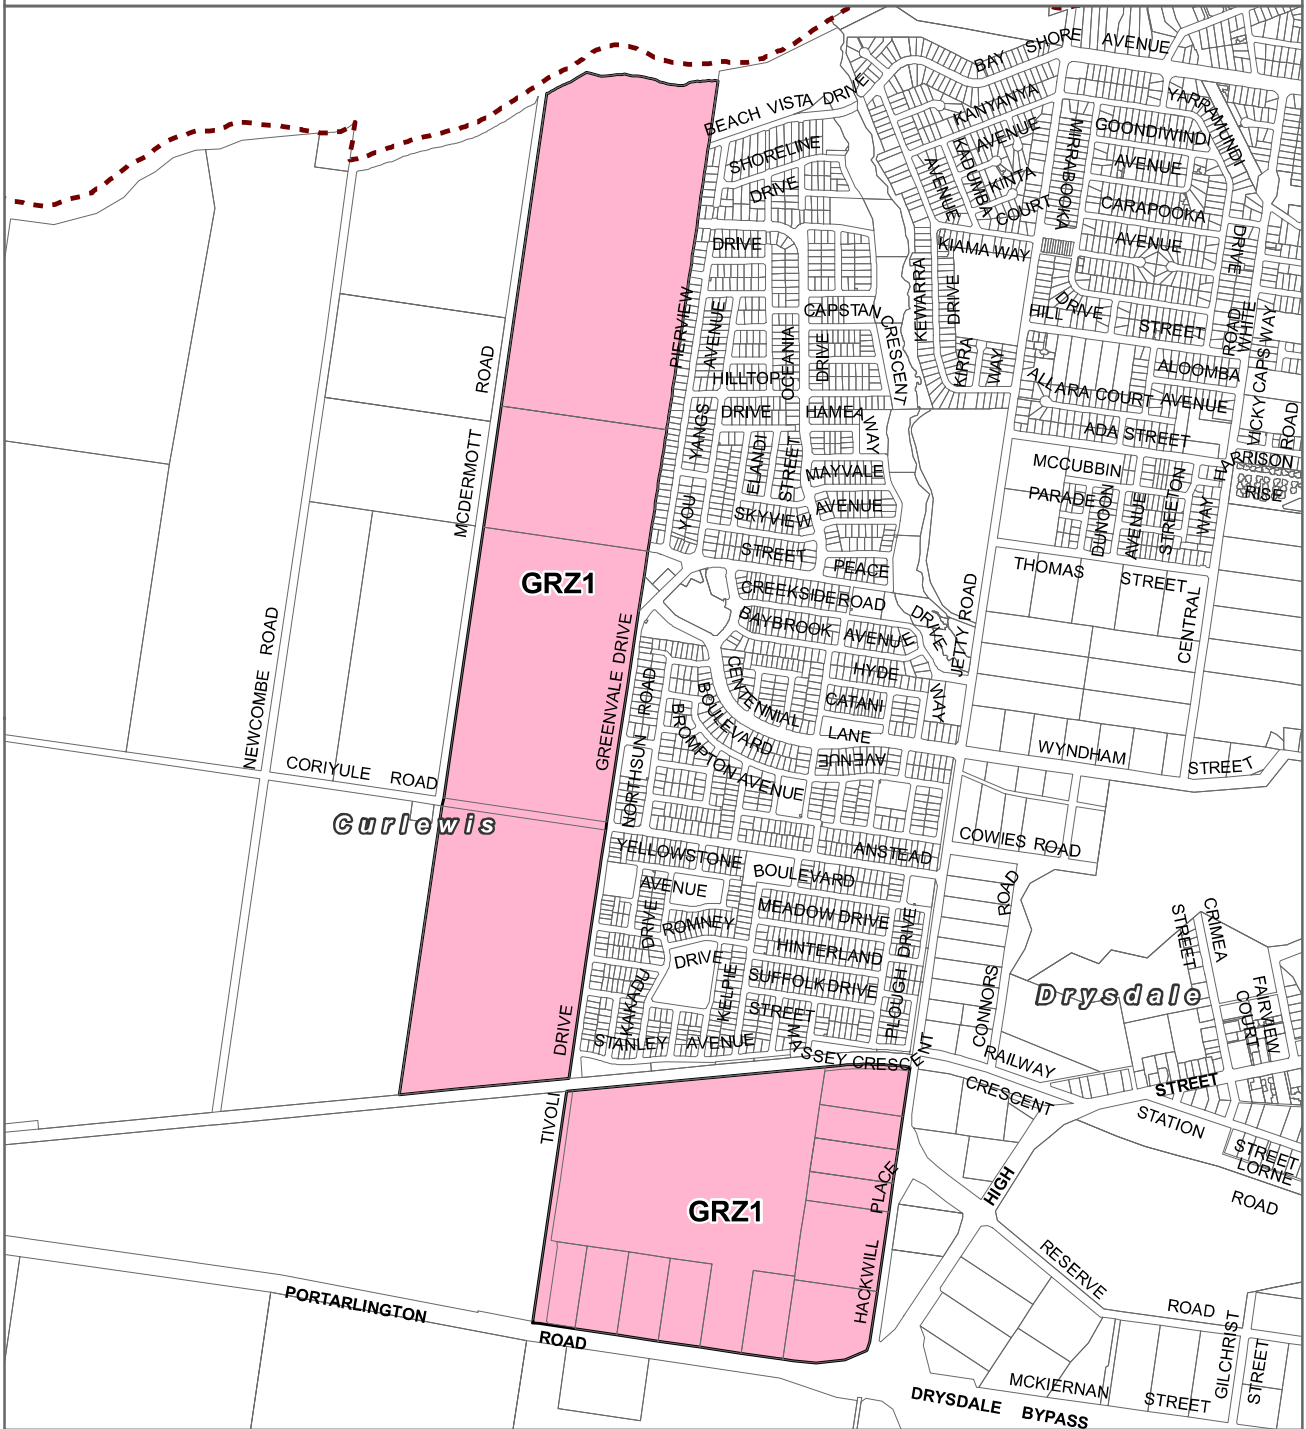 BAY SHORE AVENUE
BEACH VISTA DRIVE
KANYANYA
AVENUE
YARRAMUNDI
DRIVE
GOONDIWINDI
AVENUE
MIRRABOOKA
SHORELINE
DRIVE
AVENUE
KADUMBA
KINTA
COURT
CARAPOOKA
AVENUE
KIAMA WAY
DRIVE
KEWARRA
DRIVE
PIERVIEW
AVENUE
OCEANIA
CAPSTAN
CRESCENT
DRIVE
HILL
DRIVE
STREET
ROAD
WHITE
VICKY CAPS WAY
ROAD
MCDERMOTT
KIRRA
WAY
ALOOMBA
ALLARA COURT AVENUE
HILLTOP
DRIVE
HAMEA
WAY
YANGS
YOU
ELANDI
STREET
ADA STREET
MCCUBBIN
PARADE
DUNOON
AVENUE
STREETON
WAY
HARRISON
RISE
ROAD
MAYVALE
AVENUE
SKYVIEW
STREET
PEACE
ROAD
THOMAS STREET
GRZ1
CREEKSIDE
DRIVE
BAYBROOK AVENUE
JETTY ROAD
CENTRAL
HYDE
WAY
NEWCOMBE ROAD
GREENVALE DRIVE
NORTHSUN ROAD
CENTENNIAL
BOULEVARD
BROMPTON AVENUE
CATANI
LANE
AVENUE
WYNDHAM STREET
CORIYULE ROAD
Curlewis
COWIES ROAD
ANSTEAD
YELLOWSTONE
AVENUE
BOULEVARD
ROAD
CONNORS
MEADOW DRIVE
ROMNEY
DRIVE
DRIVE
KAKADU
HINTERLAND
DRIVE
PLOUGH
KELPIE
SUFFOLK DRIVE
STREET
CRIMEA
STREET
FAIRVIEW
COURT
Drysdale
STANLEY AVENUE
MASSEY CRESCENT
DRIVE
TIVOLI
RAILWAY
CRESCENT
STREET
HIGH
STATION
STREET
LORNE
ROAD
GRZ1
PLACE
HACKWILL
RESERVE
ROAD
PORTARLINGTON
ROAD
GILCHRIST
STREET
MCKIERNAN STREET
DRYSDALE BYPASS